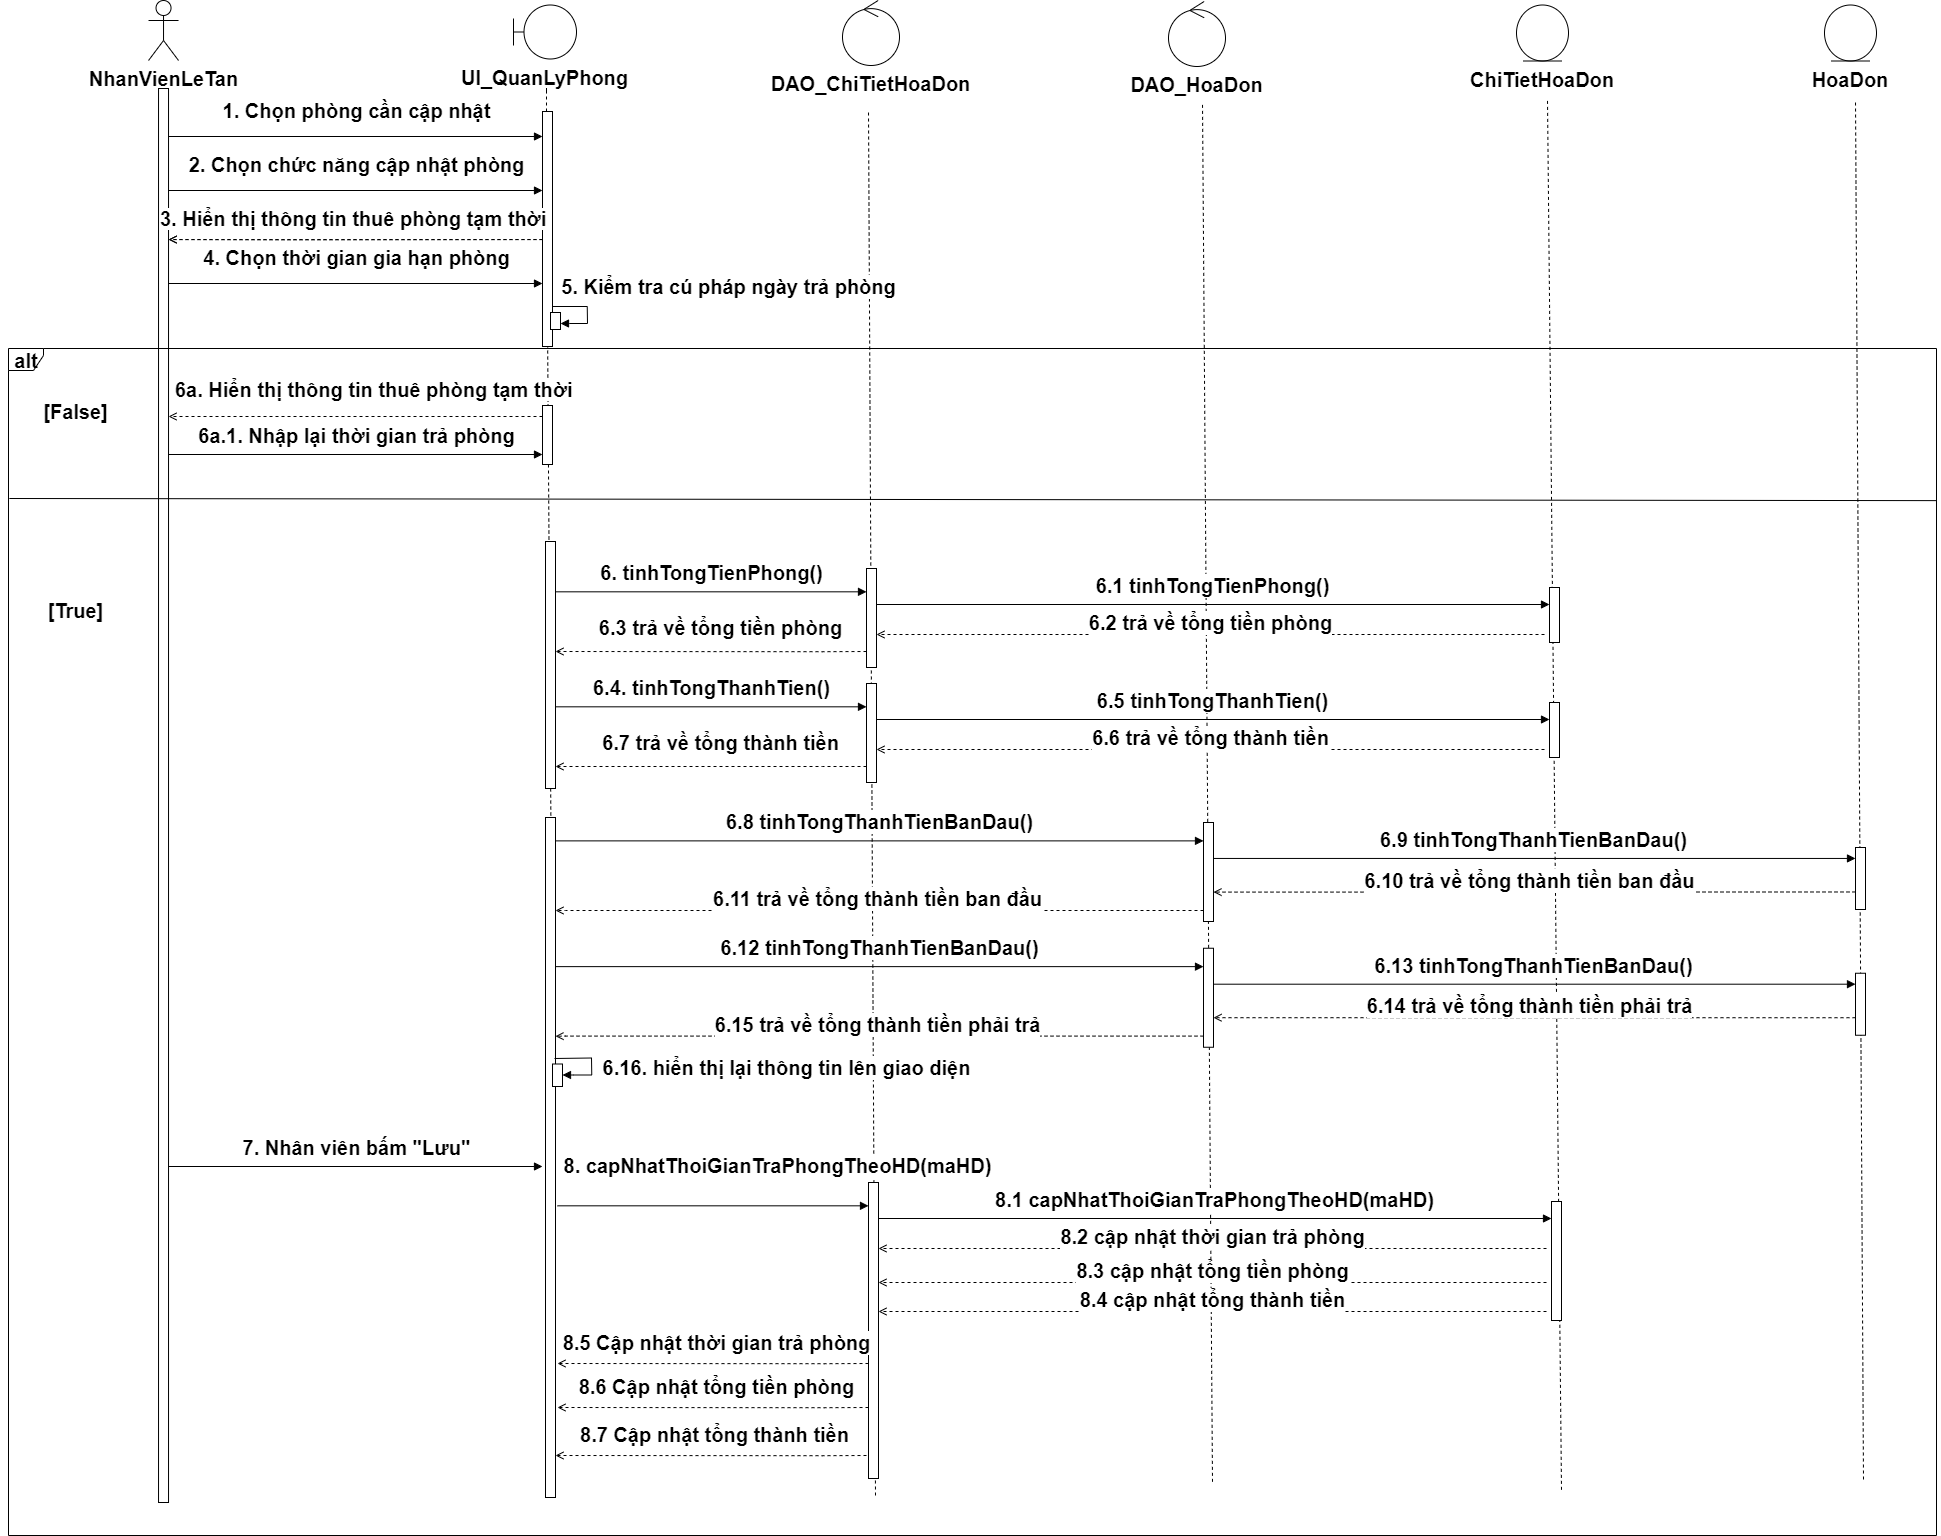 NhanVienLeTan
UI_QuanLyPhong
DAO_ChiTietHoaDon
DAO_HoaDon
ChiTietHoaDon
HoaDon
1. Chọn phòng cần cập nhật
2. Chọn chức năng cập nhật phòng
3. Hiển thị thông tin thuê phòng tạm thời
4. Chọn thời gian gia hạn phòng
5. Kiểm tra cú pháp ngày trả phòng
alt
6a. Hiển thị thông tin thuê phòng tạm thời
[False]
6a.1. Nhập lại thời gian trả phòng
6. tinhTongTienPhong()
6.1 tinhTongTienPhong()
[True]
6.2 trả về tổng tiền phòng
6.3 trả về tổng tiền phòng
6.4. tinhTongThanhTien()
6.5 tinhTongThanhTien()
6.6 trả về tổng thành tiền
6.7 trả về tổng thành tiền
6.8 tinhTongThanhTienBanDau()
6.9 tinhTongThanhTienBanDau()
6.10 trả về tổng thành tiền ban đầu
6.11 trả về tổng thành tiền ban đầu
6.12 tinhTongThanhTienBanDau()
6.13 tinhTongThanhTienBanDau()
6.14 trả về tổng thành tiền phải trả
6.15 trả về tổng thành tiền phải trả
6.16. hiển thị lại thông tin lên giao diện
7. Nhân viên bấm "Lưu"
8. capNhatThoiGianTraPhongTheoHD(maHD)
8.1 capNhatThoiGianTraPhongTheoHD(maHD)
8.2 cập nhật thời gian trả phòng
8.3 cập nhật tổng tiền phòng
8.4 cập nhật tổng thành tiền
8.5 Cập nhật thời gian trả phòng
8.6 Cập nhật tổng tiền phòng
8.7 Cập nhật tổng thành tiền